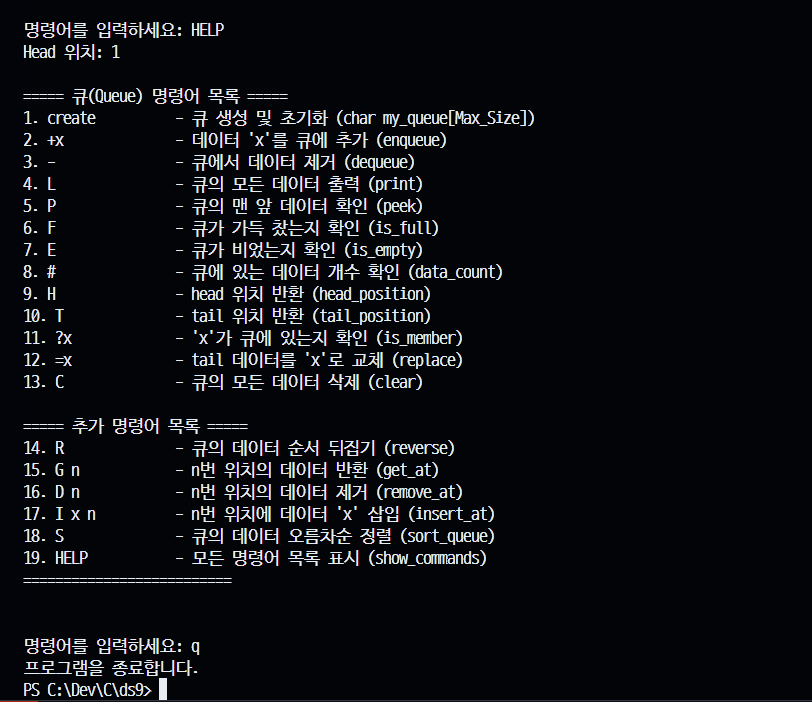 명령어를 입력하세요: HELP
Head 위치: 1
===== 큐(Queue) 명령어 목록 =====
1. create - 큐 생성 및 초기화 (char my_queue[Max_Size])
2. +x - 데이터 'x'를 큐에 추가 (enqueue)
3. - - 큐에서 데이터 제거 (dequeue)
4. L - 큐의 모든 데이터 출력 (print)
5. P - 큐의 맨 앞 데이터 확인 (peek)
6. F - 큐가 가득 찼는지 확인 (is_full)
7. E - 큐가 비었는지 확인 (is_empty)
8. # - 큐에 있는 데이터 개수 확인 (data_count)
9. H - head 위치 반환 (head_position)
10. T - tail 위치 반환 (tail_position)
11. ?x - 'x'가 큐에 있는지 확인 (is_member)
12. =x - tail 데이터를 'x'로 교체 (replace)
13. C - 큐의 모든 데이터 삭제 (clear)
===== 추가 명령어 목록 =====
14. R - 큐의 데이터 순서 뒤집기 (reverse)
15. G n - n번 위치의 데이터 반환 (get_at)
16. D n - n번 위치의 데이터 제거 (remove_at)
17. I x n - n번 위치에 데이터 'x' 삽입 (insert_at)
18. S - 큐의 데이터 오름차순 정렬 (sort_queue)
19. HELP - 모든 명령어 목록 표시 (show_commands)
==========================
명령어를 입력하세요: q
프로그램을 종료합니다.
PS C:\Dev\C\ds9>